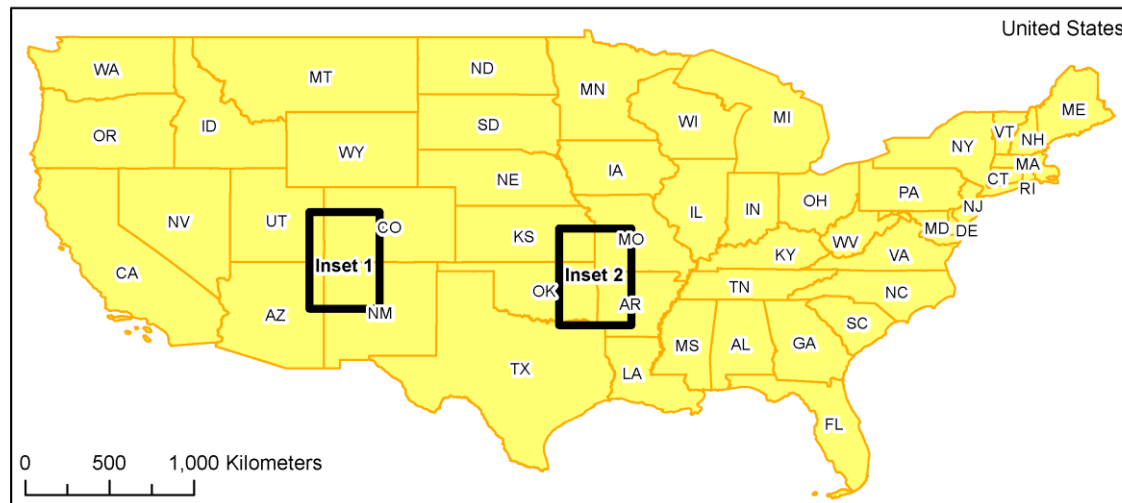 United States
WA
MT
ND
MN
ME
OR
ID
SD
WI
MI
VT
NH
NY
WY
MA
CT
RI
IA
NE
PA
NV
UT
CO
IL
IN
OH
NJ
MD
DE
KS
MO
WV
VA
KY
CA
Inset 1
Inset 2
TN
NC
OK
AR
AZ
NM
SC
MS
AL
GA
TX
LA
FL
0 500 1,000 Kilometers